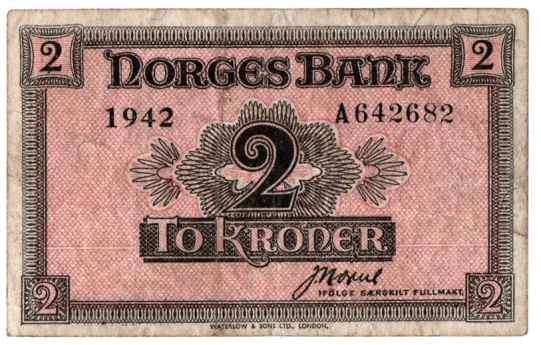 2 2
NORGES BANK
1942 A642682
2
TO KRONER
IFØLGE SÆRSKILT FULLMAKT.
2 2
WATERLOW & SONS LTD., LONDON.